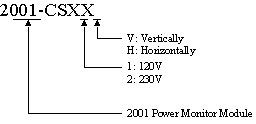 2001-CSXX
V: Vertically
H: Horizontally
1: 120V
2: 230V
2001 Power Monitor Module